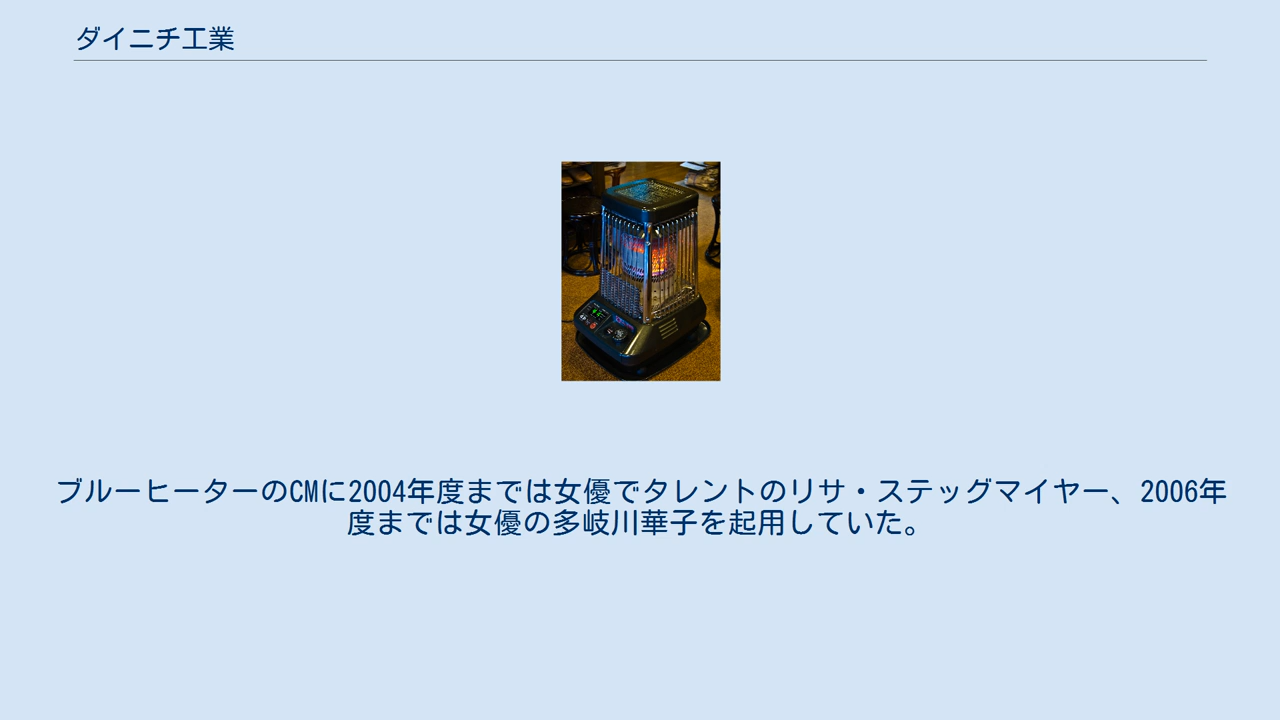 ダイニチ工業
ブルーヒーターのCMに2004年度までは女優でタレントのリサ・ステッグマイヤー、2006年
度までは女優の多岐川華子を起用していた。